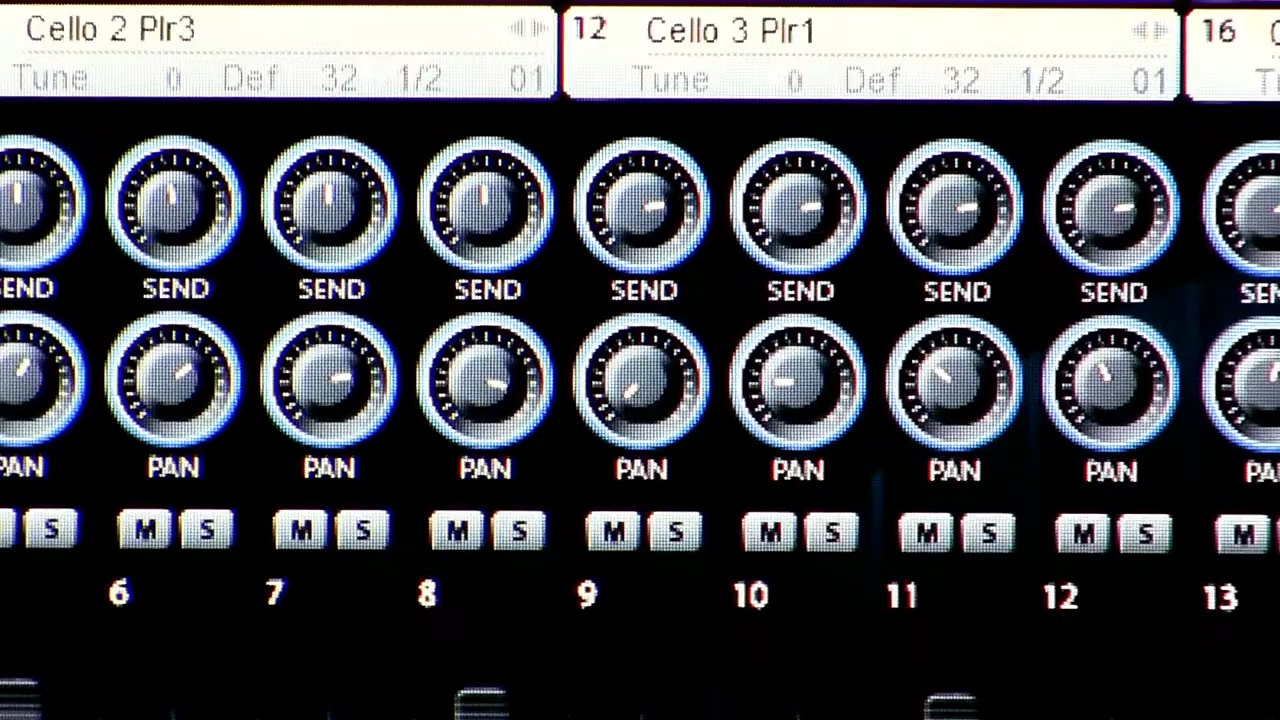 Cello 2 Plr3
12 Cello 3 Plr1
16
Tune 0 Def 32 1/2 01
Tune 0 Def 32 1/2 01
SEND SEND SEND SEND SEND SEND SEND
PAN PAN PAN PAN PAN PAN PAN PAN
S M S M S M S M S M S M S M S M
6 7 8 9 10 11 12 13